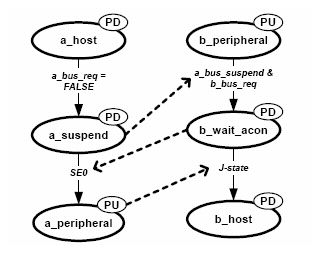 PD
a_host
a_bus_req =
FALSE
PD
a_suspend
SE0
PU
a_peripheral
PU
b_peripheral
a_bus_suspend &
b_bus_req
PD
b_wait_acon
J-state
PD
b_host